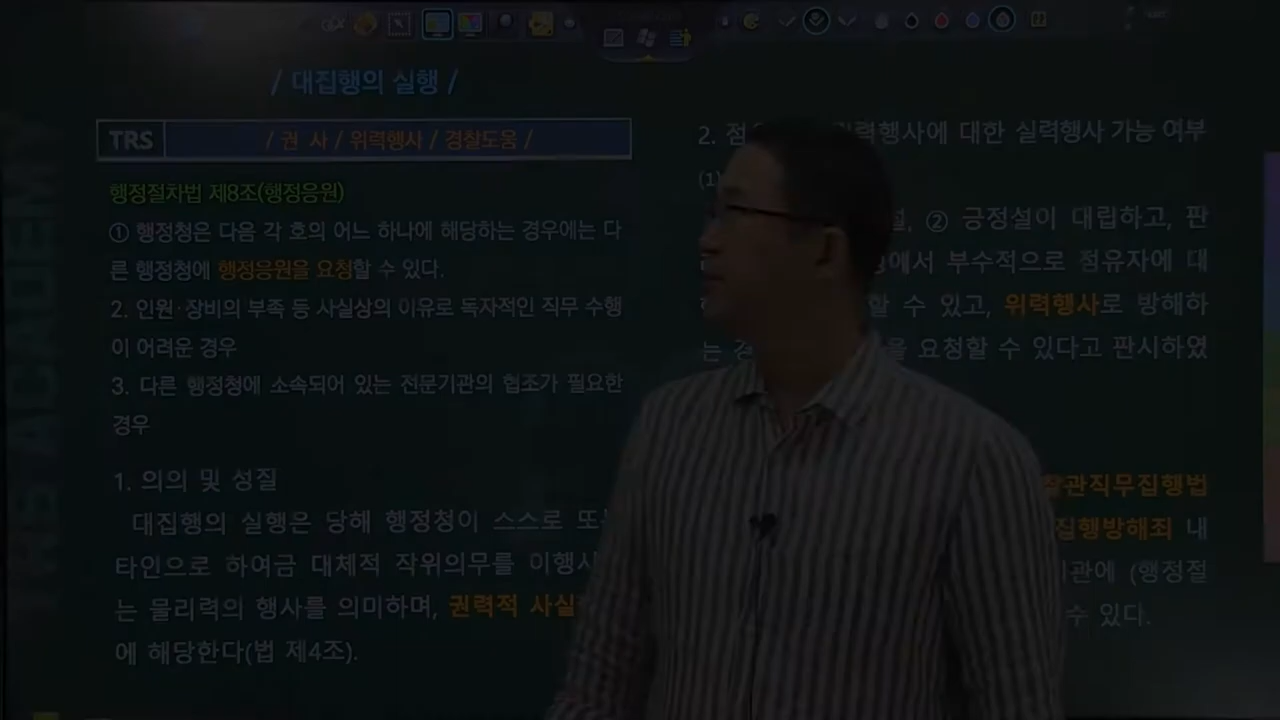 / 대집행의 실행 /
TRS
/ 권 사 / 위력행사 / 경찰도움 /
행정절차법 제8조(행정응원)
① 행정청은 다음 각 호의 어느 하나에 해당하는 경우에는 다
른 행정청에 행정응원을 요청할 수 있다.
2. 인원·장비의 부족 등 사실상의 이유로 독자적인 직무 수행
이 어려운 경우
3. 다른 행정청에 소속되어 있는 전문기관의 협조가 필요한
경우
1. 의의 및 성질
대집행의 실행은 당해 행정청이 스스로
타인으로 하여금 대체적 작위의무를
는 물리력의 행사를 의미하며, 권력적
에 해당한다(법 제4조).
2. 위력행사에 대한 실력행사 가능 여부
(1)
② 긍정설이 대립하고, 판
에서 부수적으로 점유자에 대
할 수 있고, 위력행사로 방해하
는 요청할 수 있다고 판시하였
직무집행법
집행방해죄 내
(행정절
수 있다.